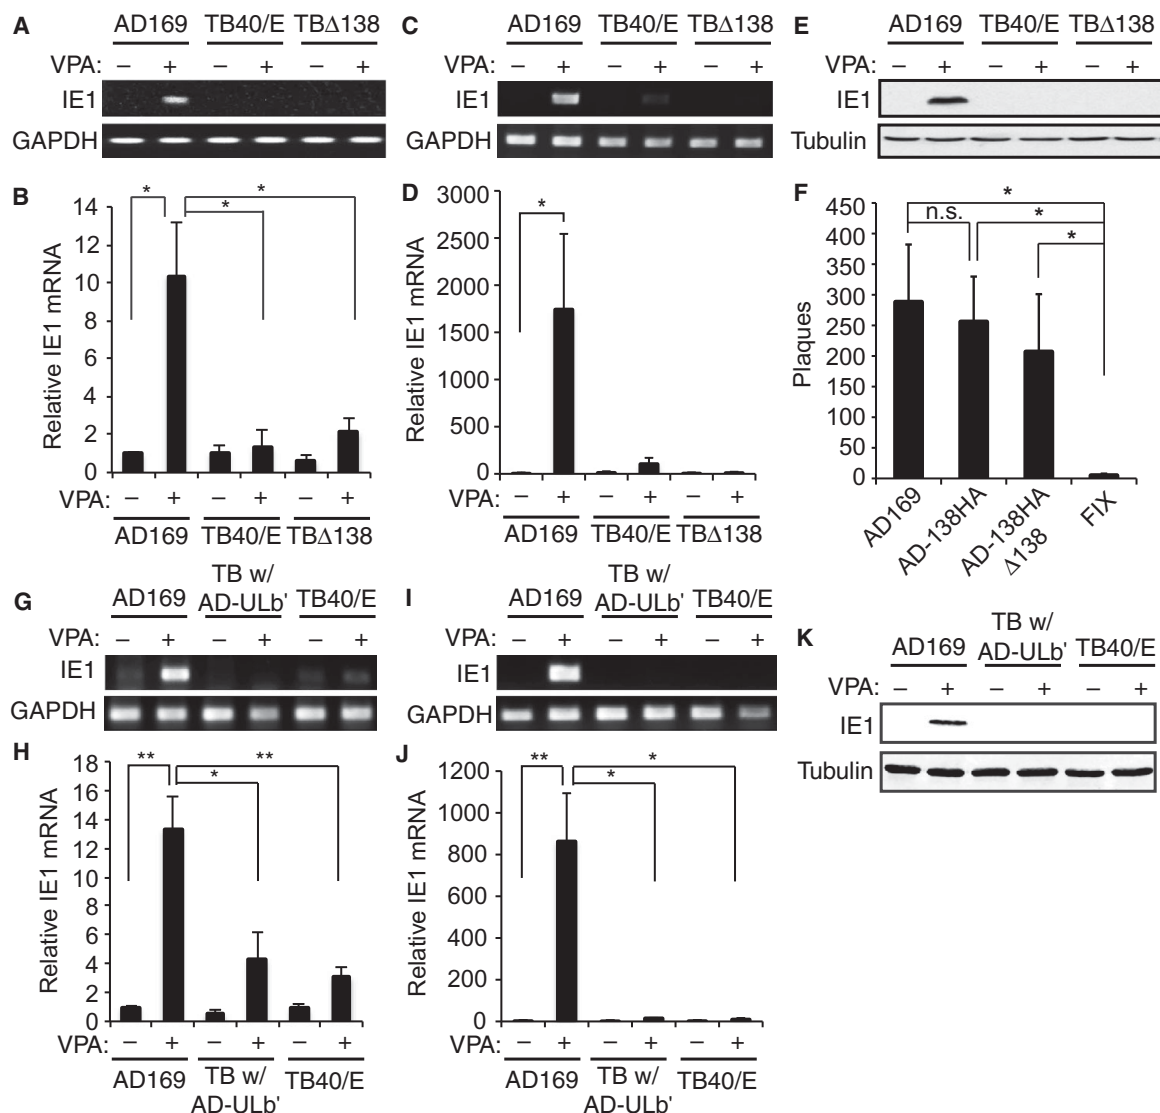 A
AD169 TB40/E TBΔ138
VPA: – + – + – +
IE1
GAPDH
B
* * *
Relative IE1 mRNA
14
12
10
8
6
4
2
0
VPA: – + – + – +
AD169 TB40/E TBΔ138
C
AD169 TB40/E TBΔ138
VPA: – + – + – +
IE1
GAPDH
D
*
Relative IE1 mRNA
3000
2500
2000
1500
1000
500
0
VPA: – + – + – +
AD169 TB40/E TBΔ138
E
AD169 TB40/E TBΔ138
VPA: – + – + – +
IE1
Tubulin
F
*
n.s. *
*
Plaques
450
400
350
300
250
200
150
100
50
0
AD169
AD-138HA
AD-138HA
Δ138
FIX
G
TB w/
AD169 AD-ULb' TB40/E
VPA: – + – + – +
IE1
GAPDH
H
** **
*
Relative IE1 mRNA
18
16
14
12
10
8
6
4
2
0
VPA: – + – + – +
AD169 TB w/ TB40/E
AD-ULb'
I
TB w/
AD169 AD-ULb' TB40/E
VPA: – + – + – +
IE1
GAPDH
J
** *
*
Relative IE1 mRNA
1200
1000
800
600
400
200
0
VPA: – + – + – +
AD169 TB w/ TB40/E
AD-ULb'
K
TB w/
AD169 AD-ULb' TB40/E
VPA: – + – + – +
IE1
Tubulin